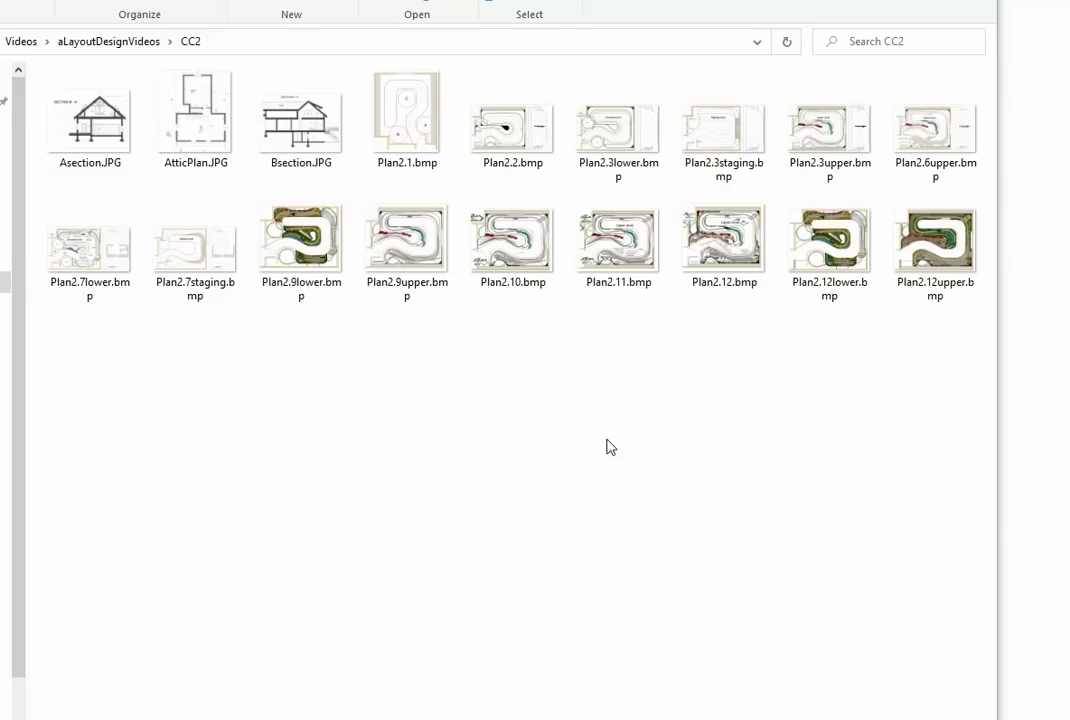 Organize New Open Select
Videos › aLayoutDesignVideos › CC2
Search CC2
Asection.JPG
AtticPlan.JPG
Bsection.JPG
Plan2.1.bmp
Plan2.2.bmp
Plan2.3lower.bm
p
Plan2.3staging.b
mp
Plan2.3upper.bm
p
Plan2.6upper.bm
p
Plan2.7lower.bm
p
Plan2.7staging.b
mp
Plan2.9lower.bm
p
Plan2.9upper.bm
p
Plan2.10.bmp
Plan2.11.bmp
Plan2.12.bmp
Plan2.12lower.b
mp
Plan2.12upper.b
mp